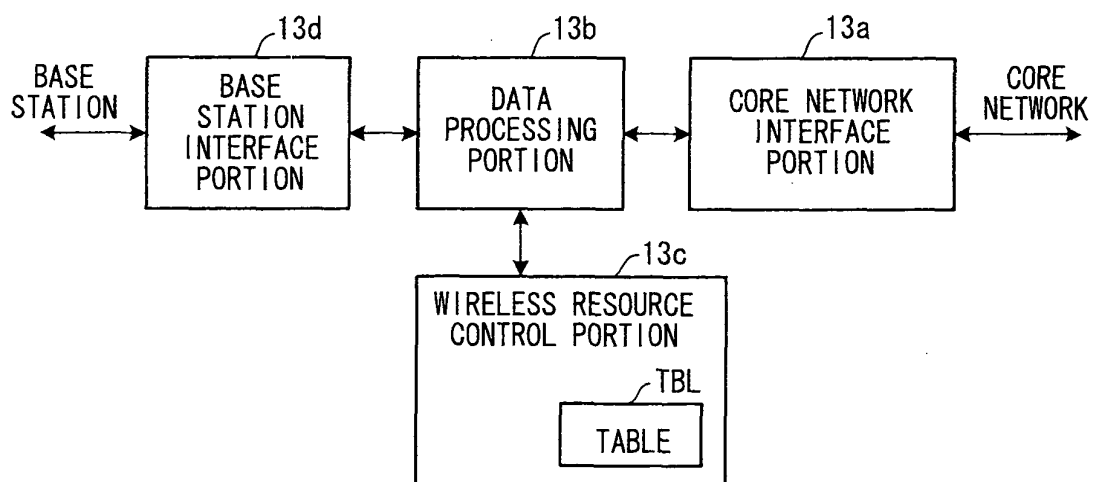 13d
13b
13a
BASE
STATION
BASE
STATION
INTERFACE
PORTION
DATA
PROCESSING
PORTION
CORE NETWORK
INTERFACE
PORTION
CORE
NETWORK
13c
WIRELESS RESOURCE
CONTROL PORTION
TBL
TABLE